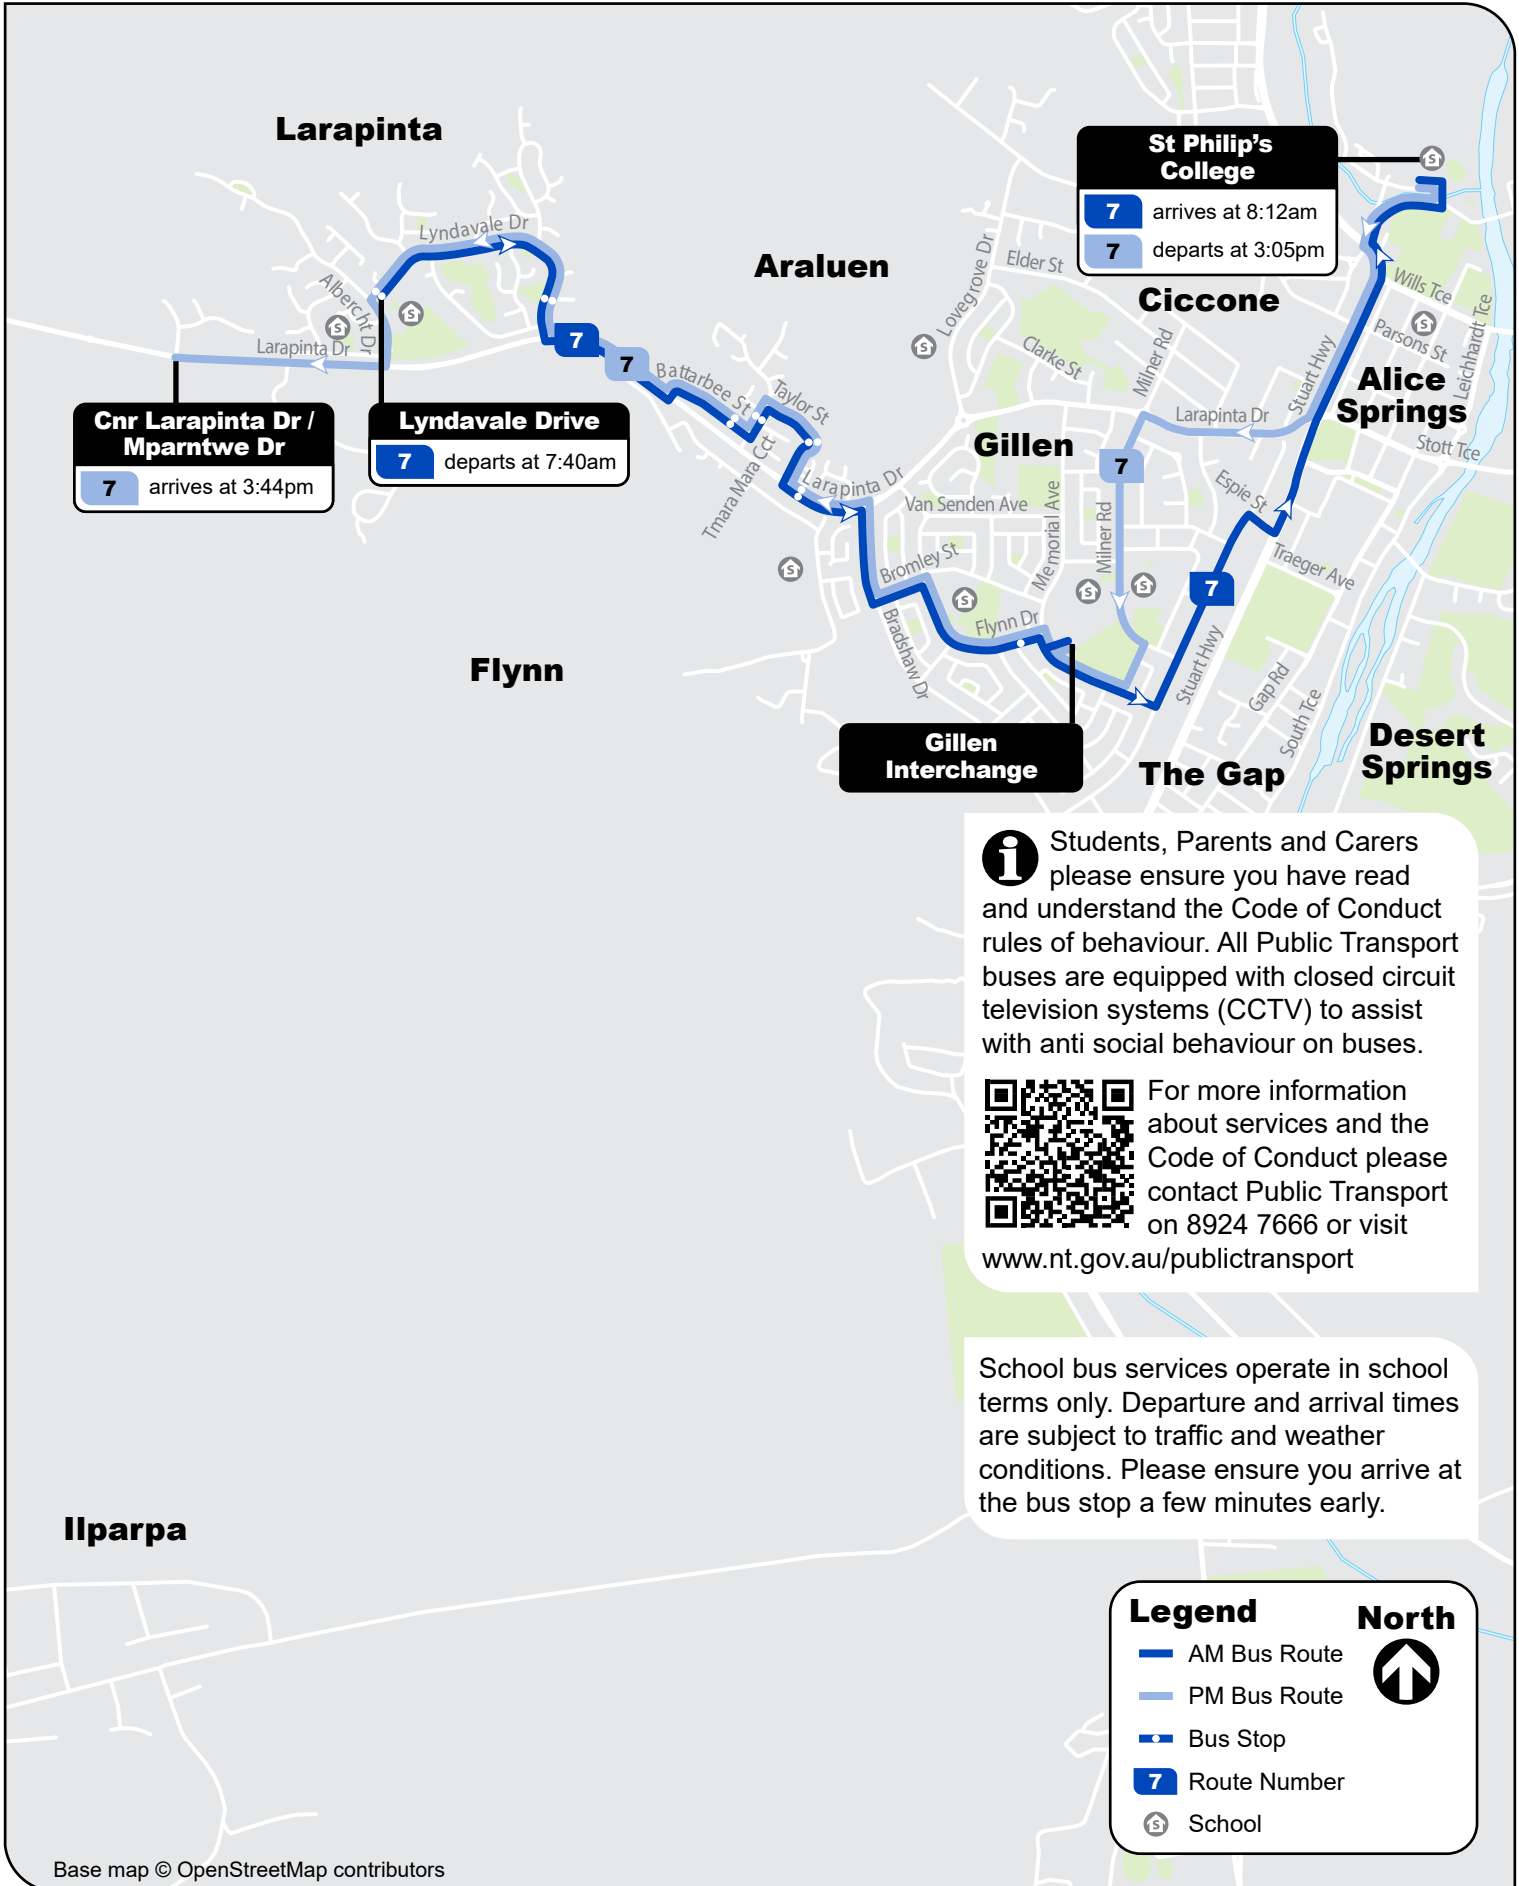 Larapinta
St Philip's
College
7 arrives at 8:12am
7 departs at 3:05pm
Lyndavale Dr
Albercht Dr
Larapinta Dr
Araluen
Lovegrove Dr
Elder St
Ciccone
Wills Tce
Parsons St
Leichhardt Tce
Clarke St
Milner Rd
Stuart Hwy
Alice
Springs
7
7
Battarbee St
Taylor St
Cnr Larapinta Dr /
Mparntwe Dr
7 arrives at 3:44pm
Lyndavale Drive
7 departs at 7:40am
Larapinta Dr
Stott Tce
Gillen
7
Tmara Mara Cct
Larapinta Dr
Van Senden Ave
Memorial Ave
Milner Rd
Espie St
Traeger Ave
Bromley St
7
Flynn Dr
Bradshaw Dr
Stuart Hwy
Gap Rd
South Tce
Flynn
Gillen
Interchange
The Gap
Desert
Springs
Students, Parents and Carers
please ensure you have read
and understand the Code of Conduct
rules of behaviour. All Public Transport
buses are equipped with closed circuit
television systems (CCTV) to assist
with anti social behaviour on buses.
For more information
about services and the
Code of Conduct please
contact Public Transport
on 8924 7666 or visit
www.nt.gov.au/publictransport
School bus services operate in school
terms only. Departure and arrival times
are subject to traffic and weather
conditions. Please ensure you arrive at
the bus stop a few minutes early.
Ilparpa
Legend
North
AM Bus Route
PM Bus Route
Bus Stop
7 Route Number
S School
Base map © OpenStreetMap contributors